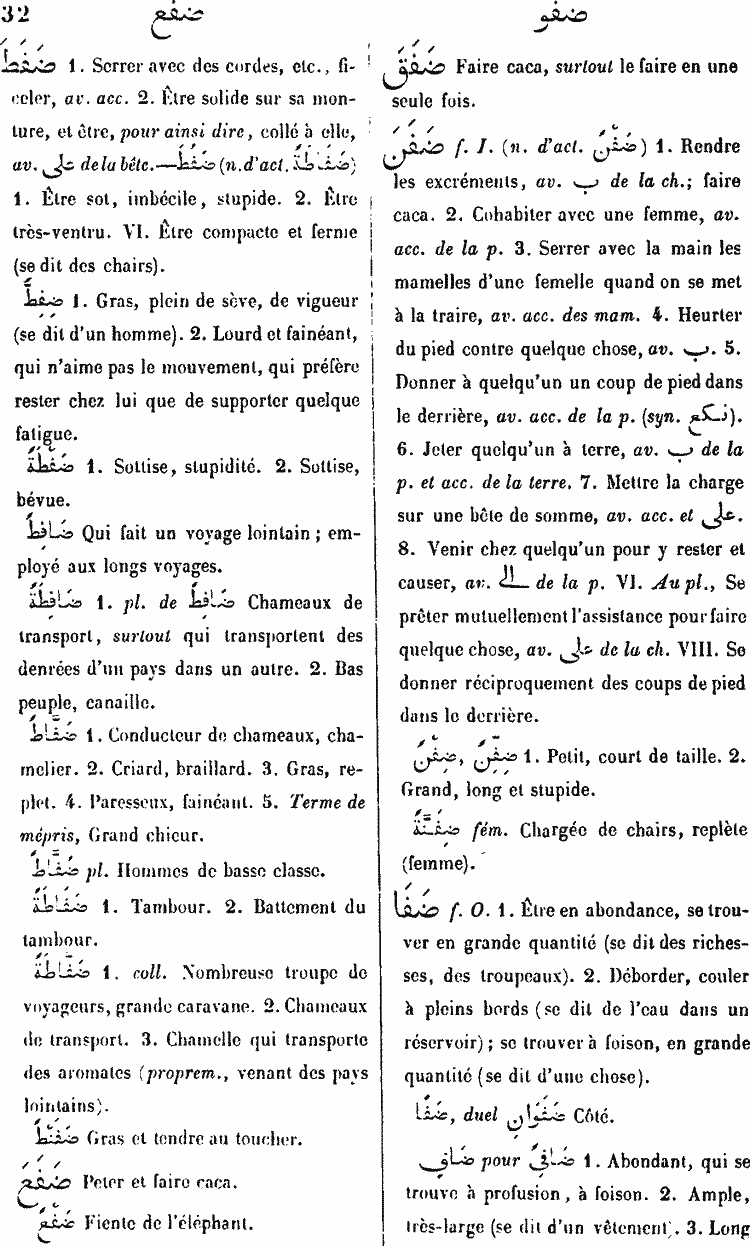 32 ضفع ضفو
ضَفَطَ 1. Serrer avec des cordes, etc., fi-
celer, av. acc. 2. Être solide sur sa mon-
ture, et être, pour ainsi dire, collé à elle,
av. على de la bête.—ضَفُطَ (n. d'act. ضَفَاطَةٌ)
1. Être sot, imbécile, stupide. 2. Être
très-ventru. VI. Être compacte et ferme
(se dit des chairs).
ضَفِطٌ 1. Gras, plein de sève, de vigueur
(se dit d'un homme). 2. Lourd et fainéant,
qui n'aime pas le mouvement, qui préfère
rester chez lui que de supporter quelque
fatigue.
ضَفْطَةٌ 1. Sottise, stupidité. 2. Sottise,
bévue.
ضَافِطٌ Qui fait un voyage lointain ; em-
ployé aux longs voyages.
ضَافِطَةٌ 1. pl. de ضَافِطٌ Chameaux de
transport, surtout qui transportent des
denrées d'un pays dans un autre. 2. Bas
peuple, canaille.
ضَفَّاطٌ 1. Conducteur de chameaux, cha-
melier. 2. Criard, braillard. 3. Gras, re-
plet. 4. Paresseux, fainéant. 5. Terme de
mépris, Grand chieur.
ضَفَّاطٌ pl. Hommes de basse classe.
ضَفَاطَةٌ 1. Tambour. 2. Battement du
tambour.
ضَفَّاطَةٌ 1. coll. Nombreuse troupe de
voyageurs, grande caravane. 2. Chameaux
de transport. 3. Chamelle qui transporte
des aromates (proprem., venant des pays
lointains).
ضَفَنَّطٌ Gras et tendre au toucher.
ضَفَعَ Peter et faire caca.
ضَفْعٌ Fiente de l'éléphant.
ضَفَقَ Faire caca, surtout le faire en une
seule fois.
ضَفَنَ f. I. (n. d'act. ضَفْنٌ) 1. Rendre
les excréments, av. ب de la ch.; faire
caca. 2. Cohabiter avec une femme, av.
acc. de la p. 3. Serrer avec la main les
mamelles d'une femelle quand on se met
à la traire, av. acc. des mam. 4. Heurter
du pied contre quelque chose, av. ب. 5.
Donner à quelqu'un un coup de pied dans
le derrière, av. acc. de la p. (syn. نكع).
6. Jeter quelqu'un à terre, av. ب de la
p. et acc. de la terre. 7. Mettre la charge
sur une bête de somme, av. acc. et على.
8. Venir chez quelqu'un pour y rester et
causer, av. الى de la p. VI. Au pl., Se
prêter mutuellement l'assistance pour faire
quelque chose, av. على de la ch. VIII. Se
donner réciproquement des coups de pied
dans le derrière.
ضِفَنٌّ, ضِفِنٌّ 1. Petit, court de taille. 2.
Grand, long et stupide.
ضَفَنَّةٌ fém. Chargée de chairs, replète
(femme).
ضَفَا f. O. 1. Être en abondance, se trou-
ver en grande quantité (se dit des riches-
ses, des troupeaux). 2. Déborder, couler
à pleins bords (se dit de l'eau dans un
réservoir) ; se trouver à foison, en grande
quantité (se dit d'une chose).
ضَفًا, duel ضَفَوَانِ Côté.
ضَافٍ pour ضَافِىٌ 1. Abondant, qui se
trouve à profusion, à foison. 2. Ample,
très-large (se dit d'un vêtement). 3. Long